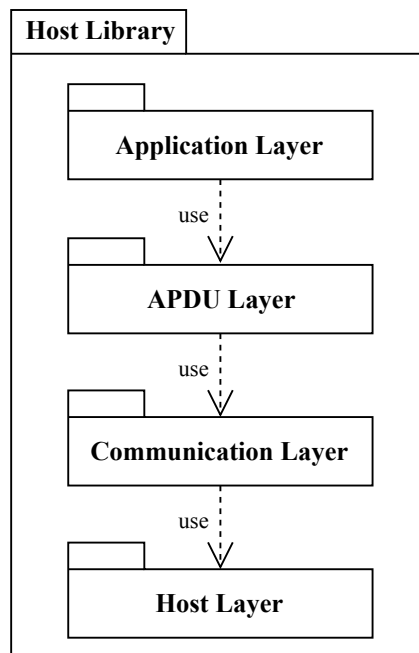 Host Library
Application Layer
use
APDU Layer
use
Communication Layer
use
Host Layer